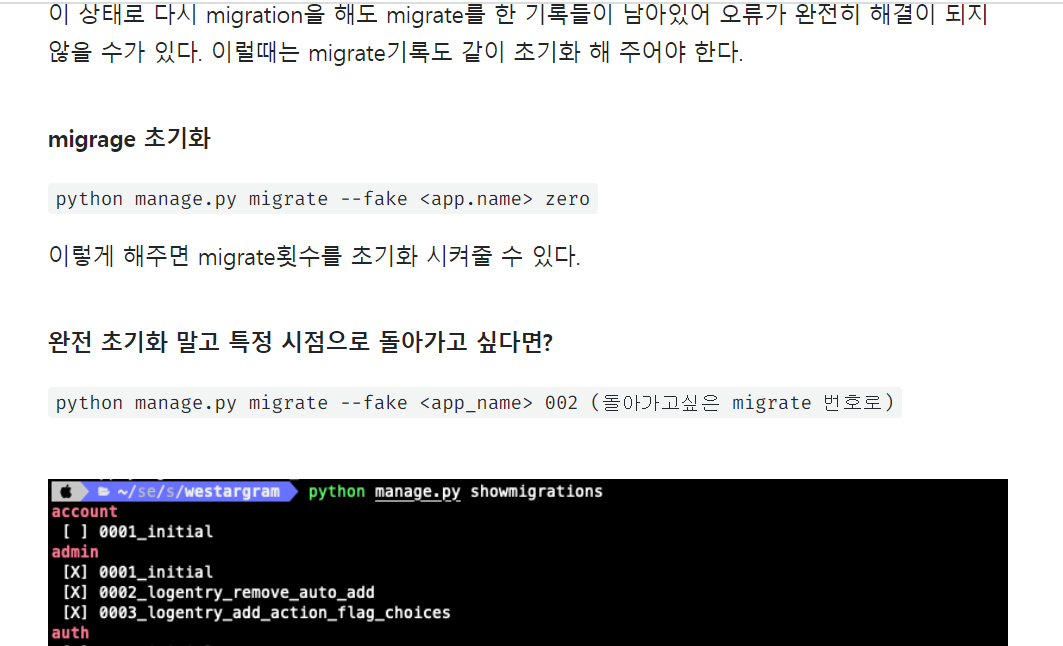 이 상태로 다시 migration을 해도 migrate를 한 기록들이 남아있어 오류가 완전히 해결이 되지
않을 수가 있다. 이럴때는 migrate기록도 같이 초기화 해 주어야 한다.
migrage 초기화
python manage.py migrate --fake <app.name> zero
이렇게 해주면 migrate횟수를 초기화 시켜줄 수 있다.
완전 초기화 말고 특정 시점으로 돌아가고 싶다면?
python manage.py migrate --fake <app_name> 002 (돌아가고싶은 migrate 번호로)
~/se/s/westargram python manage.py showmigrations
account
[ ] 0001_initial
admin
[X] 0001_initial
[X] 0002_logentry_remove_auto_add
[X] 0003_logentry_add_action_flag_choices
auth